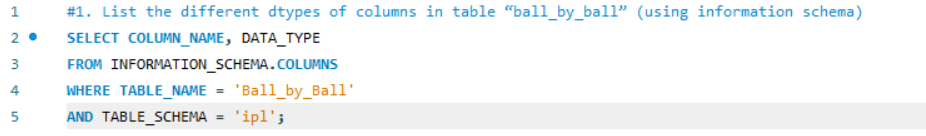 1 #1. List the different dtypes of columns in table “ball_by_ball” (using information schema)
2 SELECT COLUMN_NAME, DATA_TYPE
3 FROM INFORMATION_SCHEMA.COLUMNS
4 WHERE TABLE_NAME = 'Ball_by_Ball'
5 AND TABLE_SCHEMA = 'ipl';